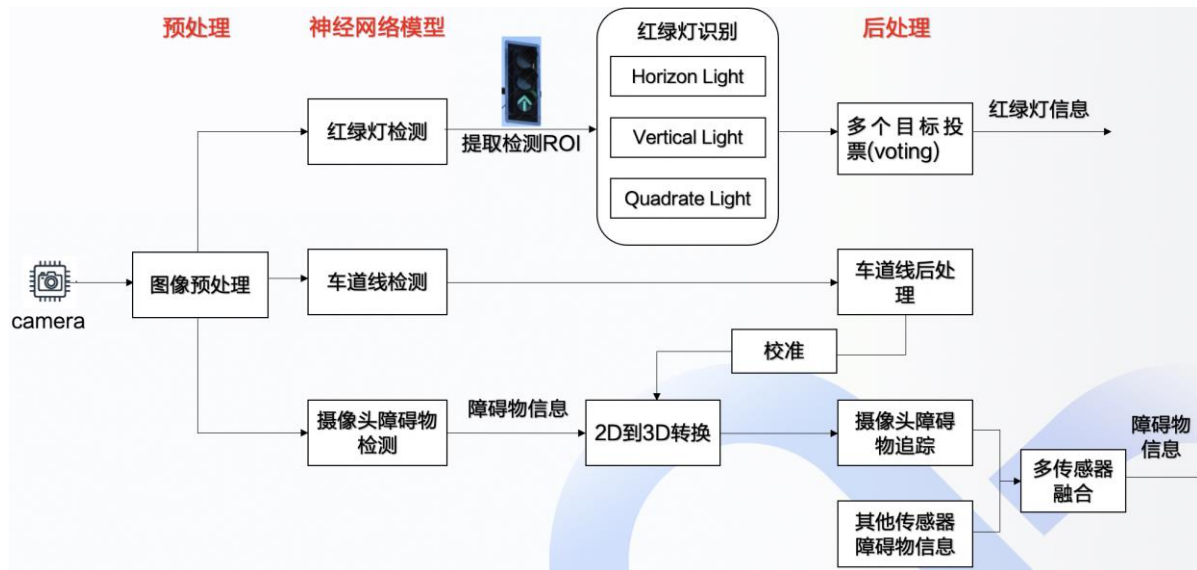 预处理
神经网络模型
后处理
红绿灯识别
Horizon Light
Vertical Light
Quadrate Light
红绿灯检测
提取检测ROI
多个目标投
票(voting)
红绿灯信息
camera
图像预处理
车道线检测
车道线后处
理
校准
摄像头障碍物
检测
障碍物信息
2D到3D转换
摄像头障碍
物追踪
其他传感器
障碍物信息
多传感器
融合
障碍物
信息